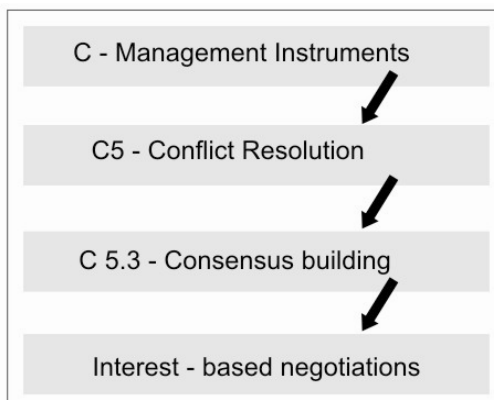 C - Management Instruments
C5 - Conflict Resolution
C 5.3 - Consensus building
Interest - based negotiations